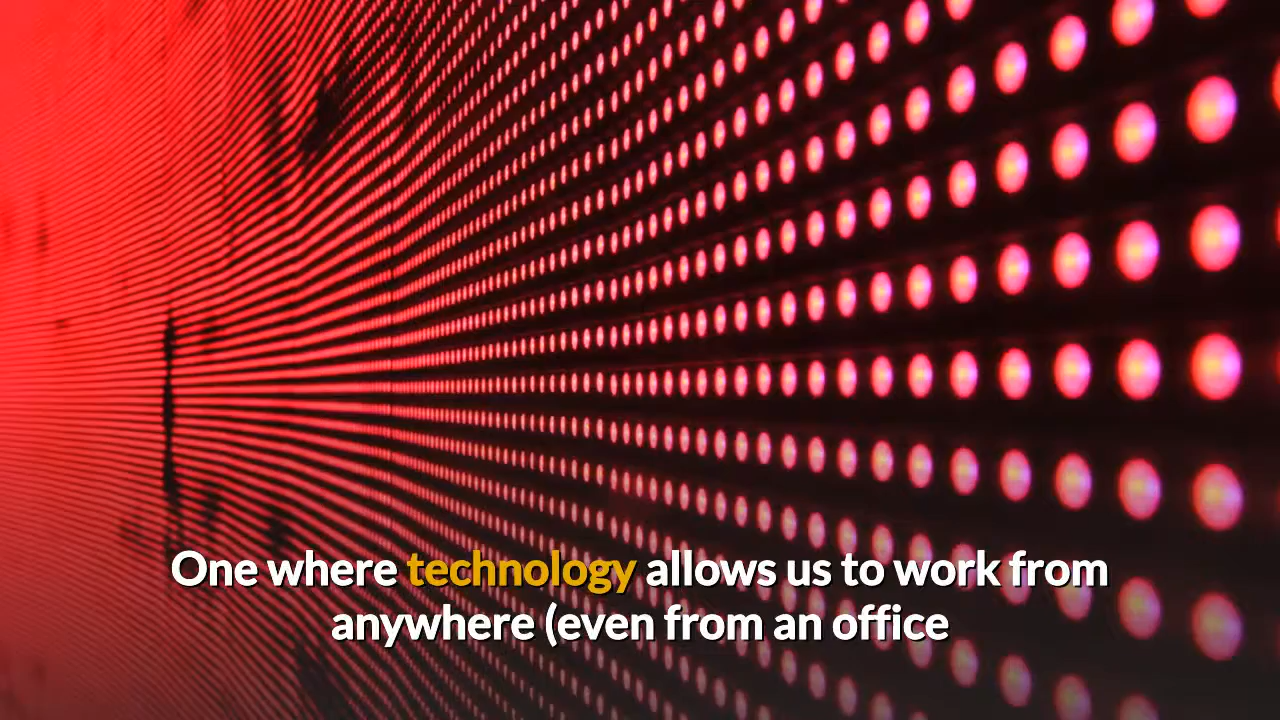 One where technology allows us to work from
anywhere (even from an office